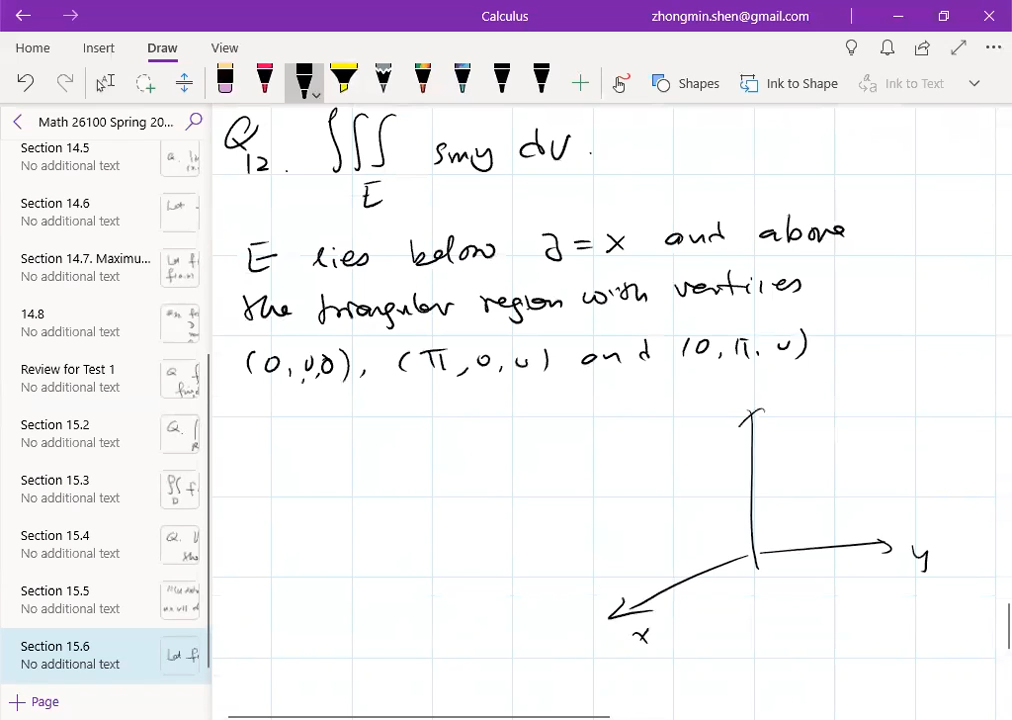 Calculus
zhongmin.shen@gmail.com
Home Insert Draw View
Shapes Ink to Shape Ink to Text
Math 26100 Spring 20...
Section 14.5
No additional text
Section 14.6
No additional text
Section 14.7. Maximu...
No additional text
14.8
No additional text
Review for Test 1
No additional text
Section 15.2
No additional text
Section 15.3
No additional text
Section 15.4
No additional text
Section 15.5
No additional text
Section 15.6
No additional text
Page
Q12. ∭E siny dV.
E lies below z = x and above
the triangular region with vertices
(0, 0, 0), (π, 0, 0) and (0, π, 0)
y
x